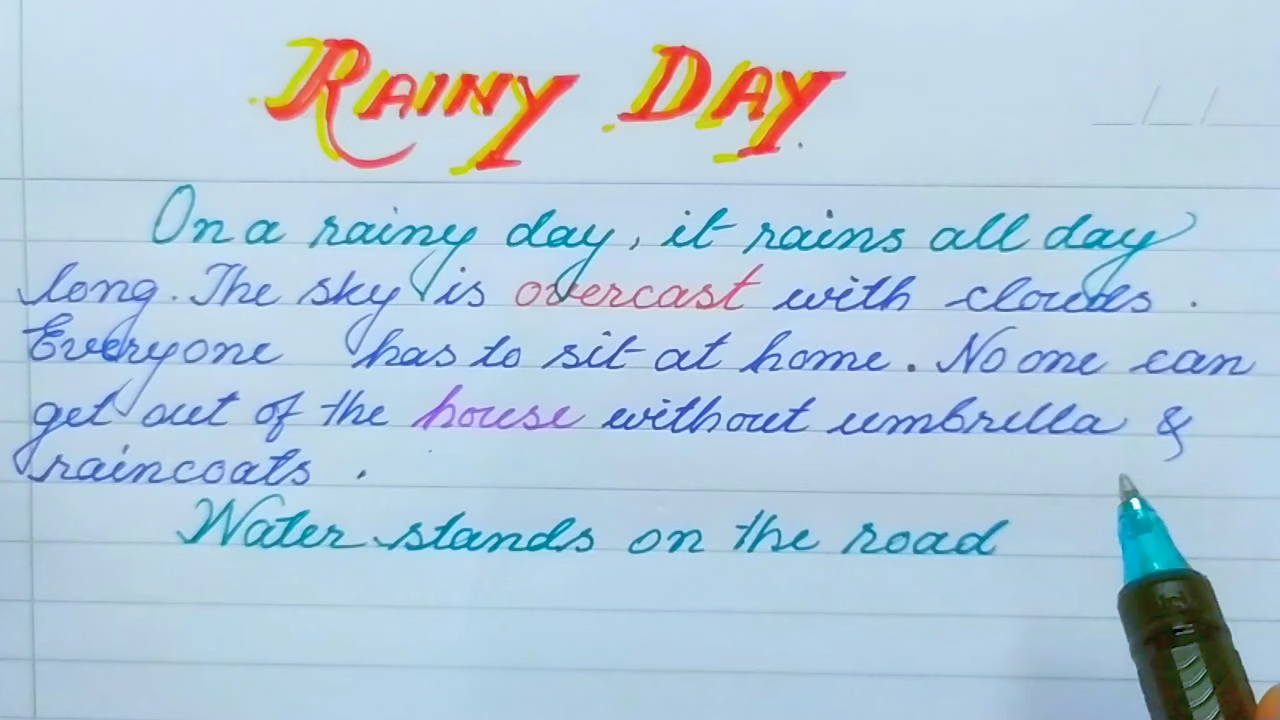 RAINY DAY
On a rainy day, it rains all day
long. The sky is overcast with clouds.
Everyone has to sit at home. No one can
get out of the house without umbrella &
raincoats.
Water stands on the road